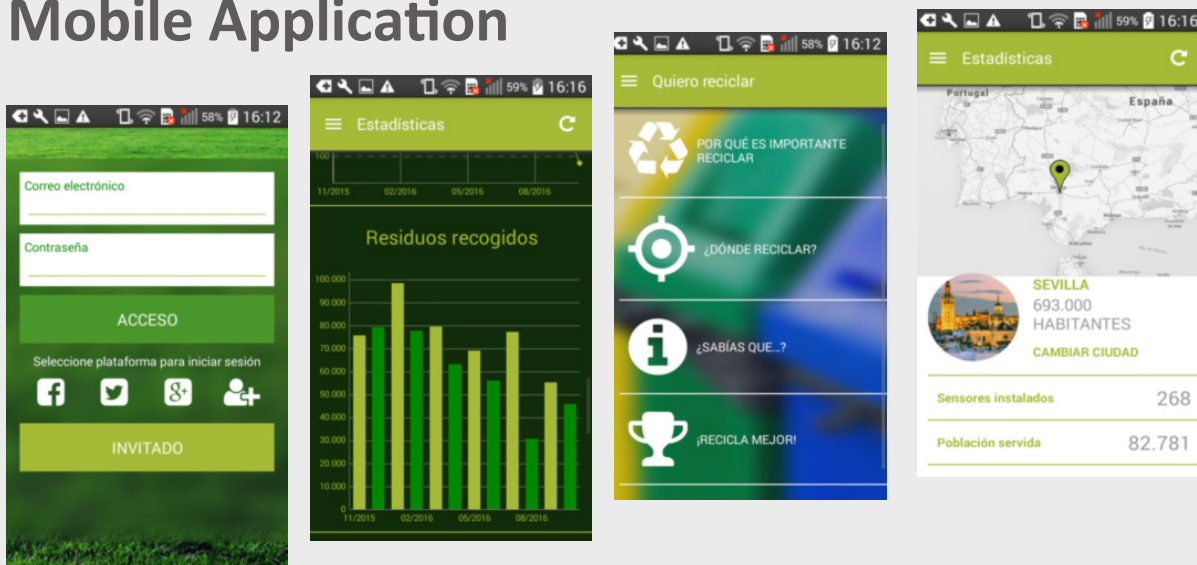 Mobile Application
58% 16:12
Correo electrónico
Contraseña
ACCESO
Seleccione plataforma para iniciar sesión
INVITADO
59% 16:16
Estadísticas
100
11/2015 02/2016 05/2016 08/2016
Residuos recogidos
100.000
90.000
80.000
70.000
60.000
50.000
40.000
30.000
20.000
10.000
0
11/2015 02/2016 05/2016 08/2016
58% 16:12
Quiero reciclar
POR QUÉ ES IMPORTANTE
RECICLAR
¿DÓNDE RECICLAR?
¿SABÍAS QUE...?
¡RECICLA MEJOR!
59% 16:16
Estadísticas
Portugal
España
SEVILLA
693.000
HABITANTES
CAMBIAR CIUDAD
Sensores instalados 268
Población servida 82.781